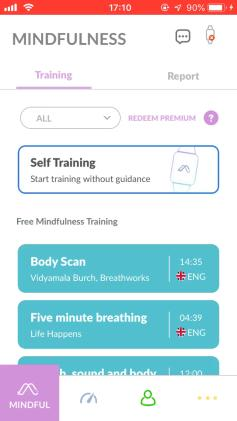 17:10
90%
MINDFULNESS
Training
Report
ALL
REDEEM PREMIUM ?
Self Training
Start training without guidance
Free Mindfulness Training
Body Scan 14:35
Vidyamala Burch, Breathworks ENG
Five minute breathing 04:39
Life Happens ENG
sound and body 12:00
MINDFUL